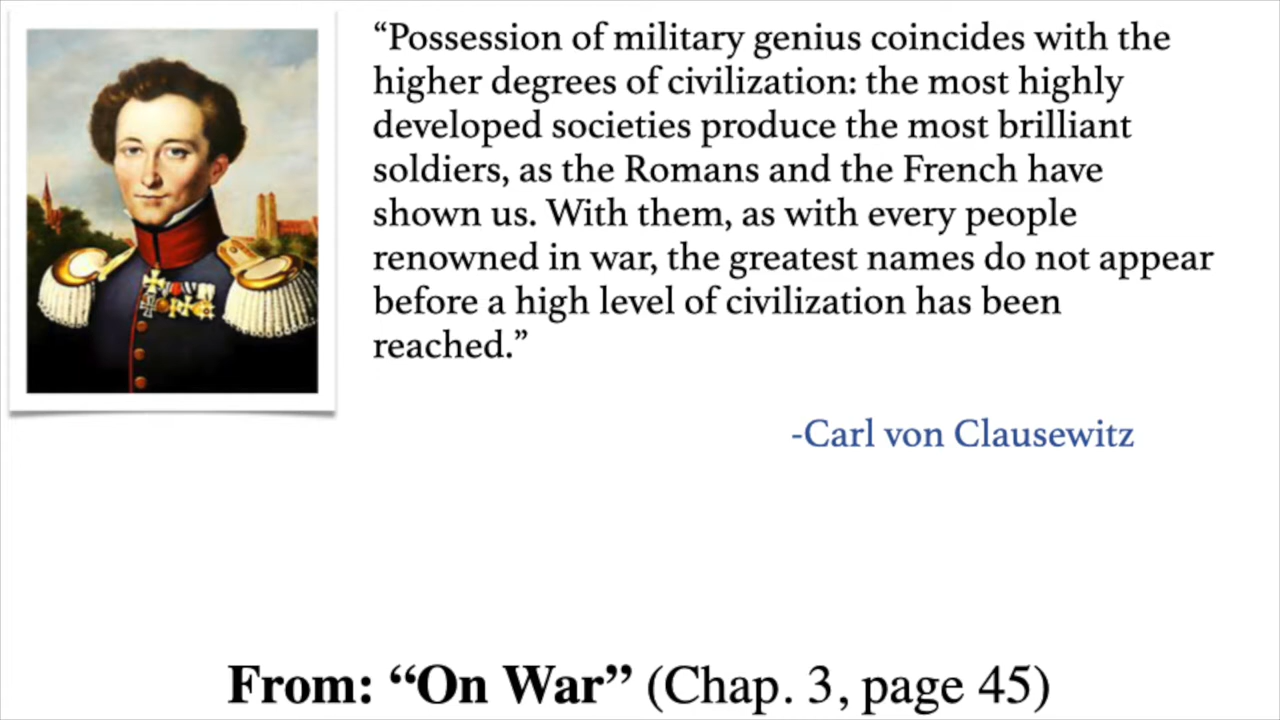 “Possession of military genius coincides with the
higher degrees of civilization: the most highly
developed societies produce the most brilliant
soldiers, as the Romans and the French have
shown us. With them, as with every people
renowned in war, the greatest names do not appear
before a high level of civilization has been
reached.”
-Carl von Clausewitz
From: “On War” (Chap. 3, page 45)